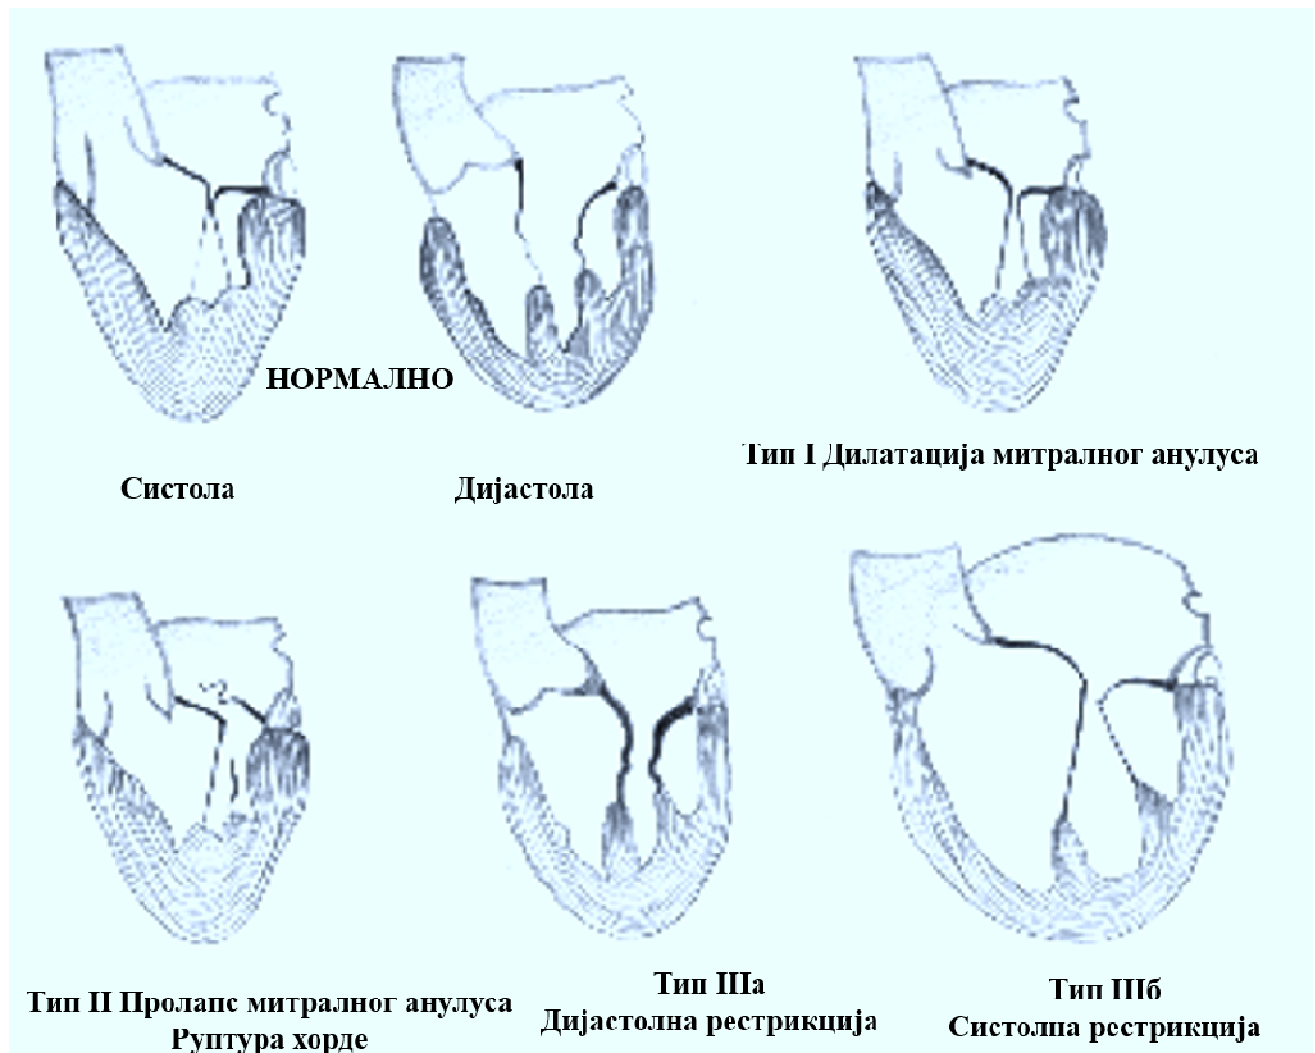 НОРМАЛНО
Систола
Дијастола
Тип I Дилатација митралног анулуса
Тип II Пролапс митралног анулуса
Руптура хорде
Тип IIIа
Дијастолна рестрикција
Тип IIIб
Систолна рестрикција